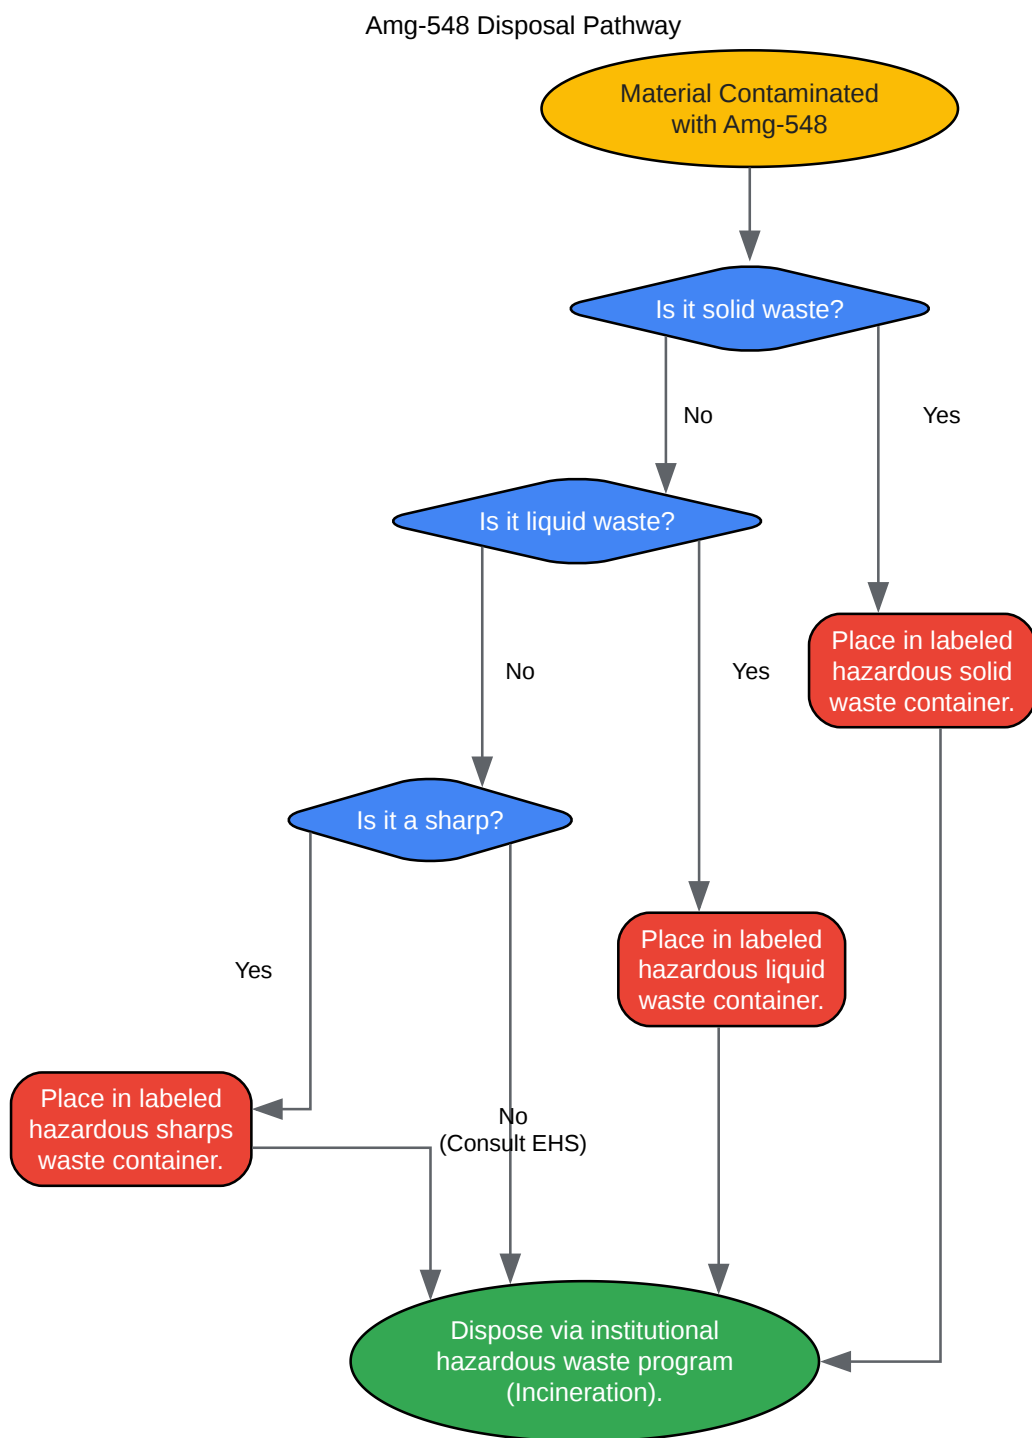 Amg-548 Disposal Pathway
Material Contaminated
with Amg-548
Is it solid waste?
No
Yes
Is it liquid waste?
No
Yes
Place in labeled
hazardous solid
waste container.
Is it a sharp?
Yes
Place in labeled
hazardous liquid
waste container.
Place in labeled
hazardous sharps
waste container.
No
(Consult EHS)
Dispose via institutional
hazardous waste program
(Incineration).